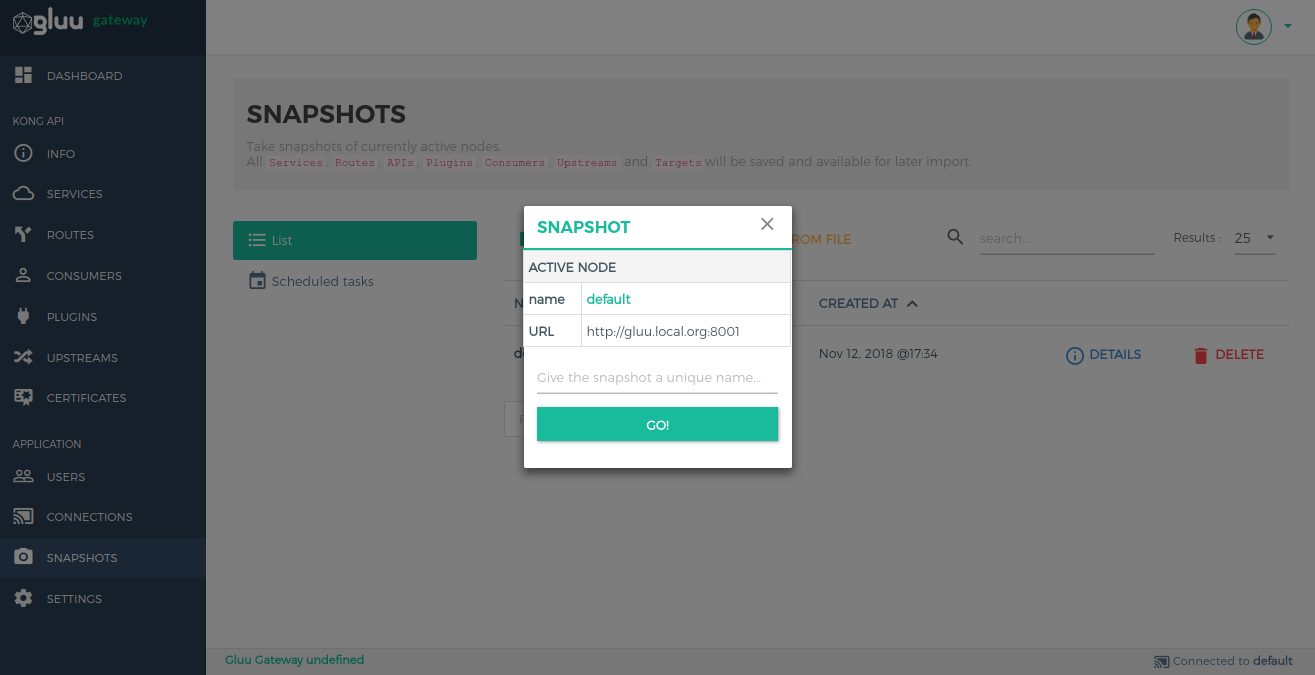 gluu gateway
DASHBOARD
KONG API
INFO
SERVICES
ROUTES
CONSUMERS
PLUGINS
UPSTREAMS
CERTIFICATES
APPLICATION
USERS
CONNECTIONS
SNAPSHOTS
SETTINGS
SNAPSHOTS
Take snapshots of currently active nodes.
All Services, Routes, APIs, Plugins, Consumers, Upstreams and Targets will be saved and available for later import.
List
Scheduled tasks
FILE
search...
Results :
25
CREATED AT
Nov 12, 2018 @17:34
DETAILS
DELETE
SNAPSHOT
ACTIVE NODE
name default
URL http://gluu.local.org:8001
Give the snapshot a unique name...
GO!
Gluu Gateway undefined
Connected to default